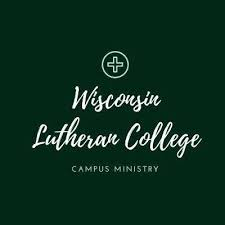 Wisconsin
Lutheran College
CAMPUS MINISTRY